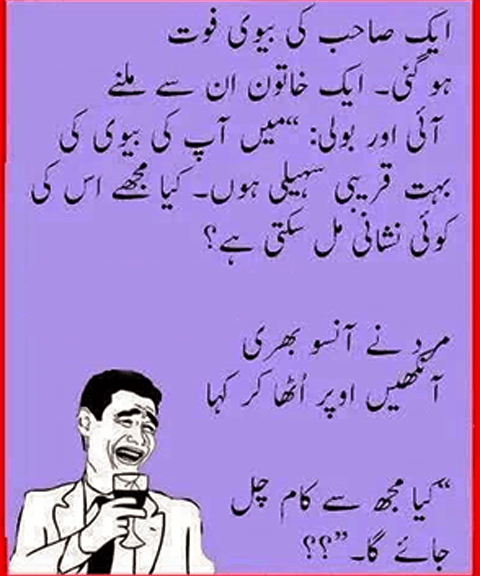 ایک صاحب کی بیوی فوت
ہو گئی۔ ایک خاتون ان سے ملنے
آئی اور بولی: “میں آپ کی بیوی کی
بہت قریبی سہیلی ہوں۔ کیا مجھے اس کی
کوئی نشانی مل سکتی ہے؟
مرد نے آنسو بھری
آنکھیں اوپر اُٹھا کر کہا
“کیا مجھ سے کام چل
جائے گا۔”؟؟